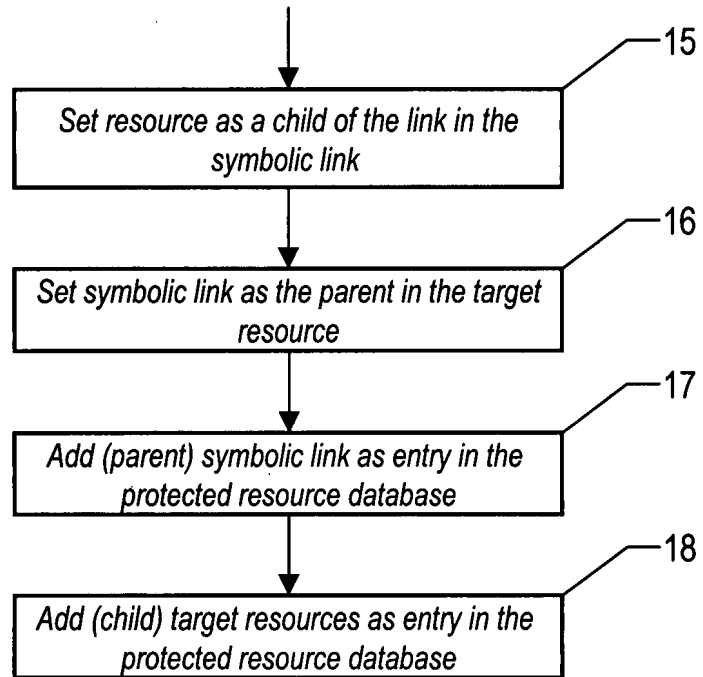 15
Set resource as a child of the link in the
symbolic link
16
Set symbolic link as the parent in the target
resource
17
Add (parent) symbolic link as entry in the
protected resource database
18
Add (child) target resources as entry in the
protected resource database